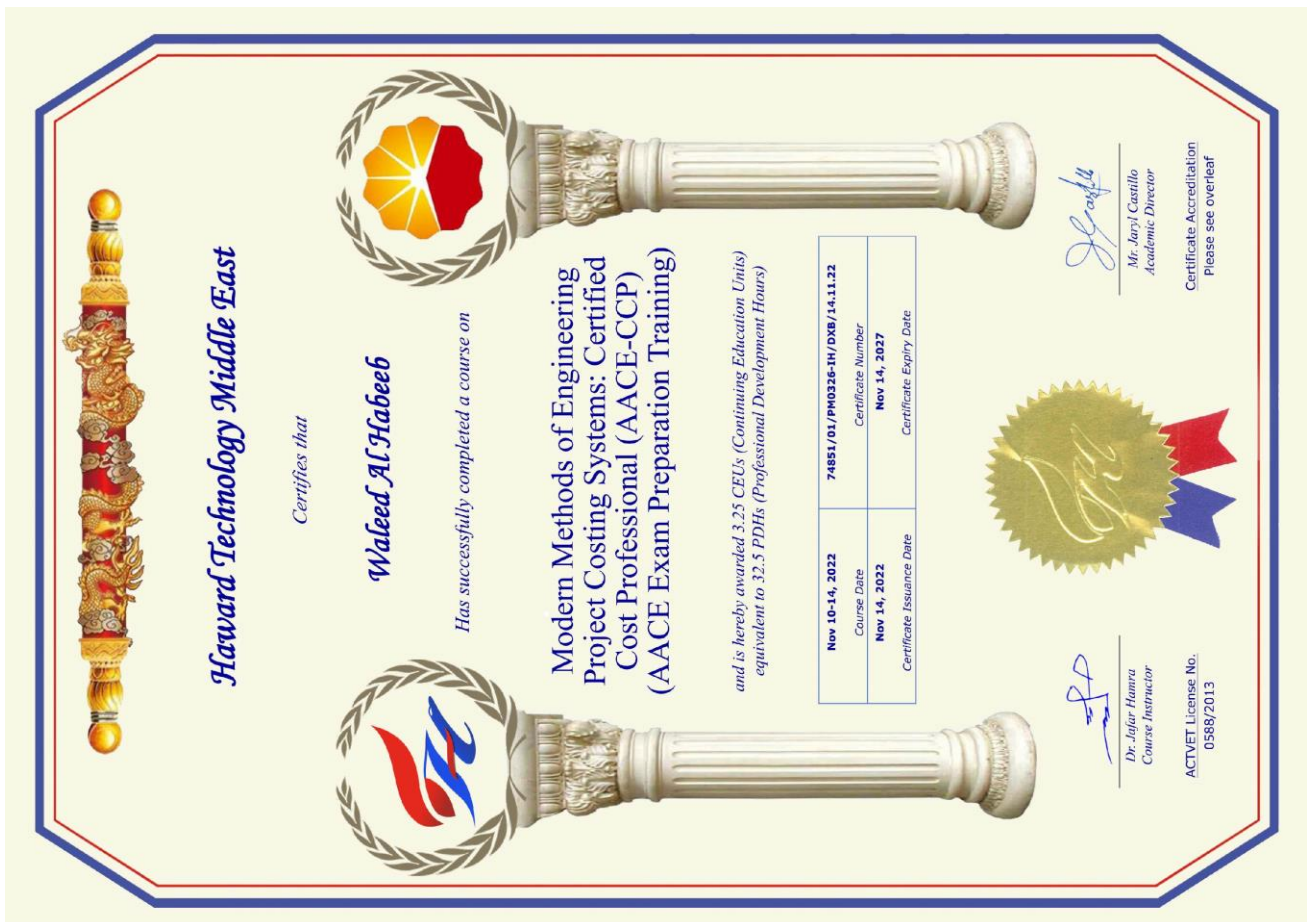 Haward Technology Middle East
Certifies that
Waleed Al Habeeb
Has successfully completed a course on
Modern Methods of Engineering
Project Costing Systems: Certified
Cost Professional (AACE-CCP)
(AACE Exam Preparation Training)
and is hereby awarded 3.25 CEUs (Continuing Education Units)
equivalent to 32.5 PDHs (Professional Development Hours)
Nov 10-14, 2022
74851/01/PM0326-IH/DXB/14.11.22
Course Date
Certificate Number
Nov 14, 2022
Nov 14, 2027
Certificate Issuance Date
Certificate Expiry Date
Dr. Jafar Hamra
Course Instructor
Mr. Jaryl Castillo
Academic Director
ACTVET License No.
0588/2013
Certificate Accreditation
Please see overleaf